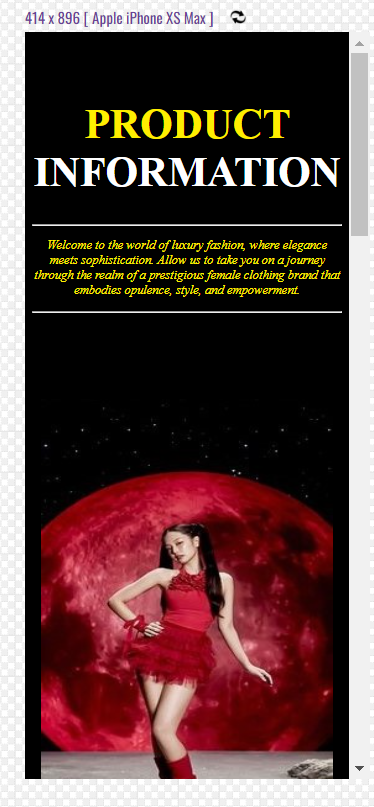 414 x 896 [ Apple iPhone XS Max ]
PRODUCT
INFORMATION
Welcome to the world of luxury fashion, where elegance
meets sophistication. Allow us to take you on a journey
through the realm of a prestigious female clothing brand that
embodies opulence, style, and empowerment.